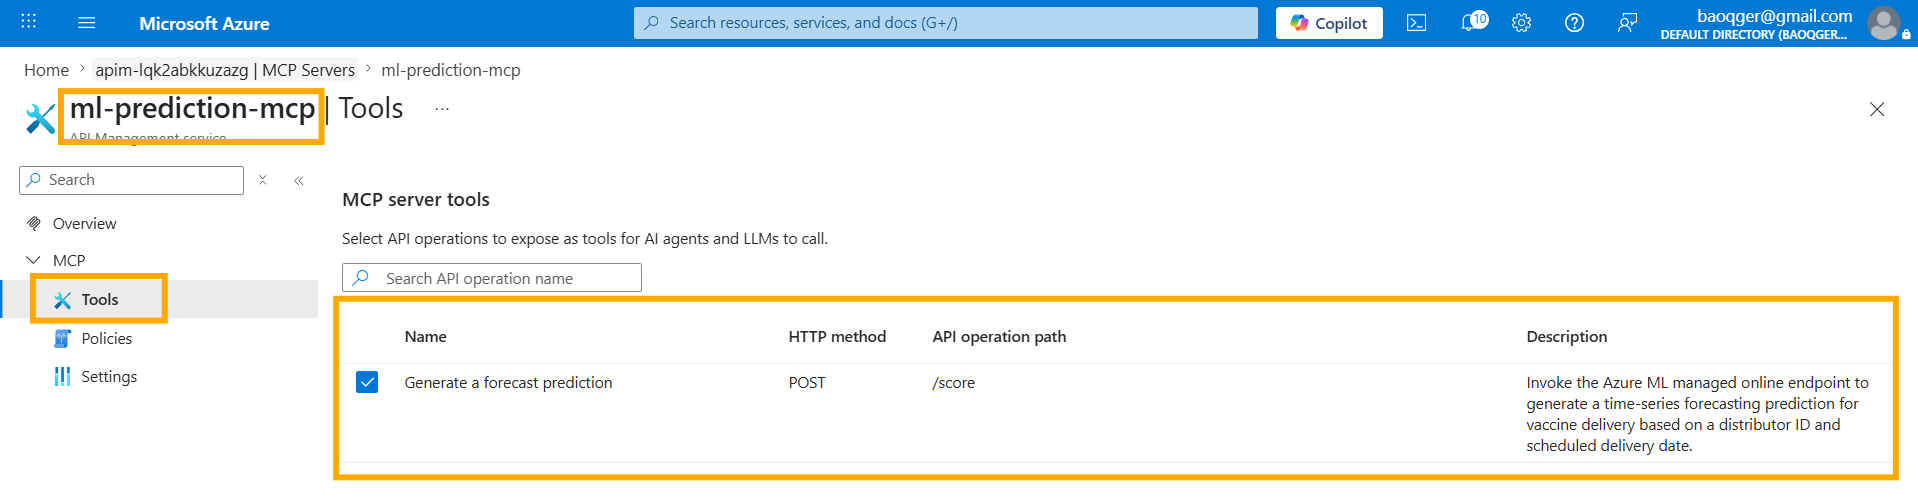 Microsoft Azure
Search resources, services, and docs (G+/)
Copilot
10
baoqger@gmail.com
DEFAULT DIRECTORY (BAOQGER...
Home > apim-lqk2abkkuzazg | MCP Servers > ml-prediction-mcp
ml-prediction-mcp | Tools ...
API Management service
Search
Overview
MCP
Tools
Policies
Settings
MCP server tools
Select API operations to expose as tools for AI agents and LLMs to call.
Search API operation name
Name HTTP method API operation path Description
Generate a forecast prediction POST /score Invoke the Azure ML managed online endpoint to
generate a time-series forecasting prediction for
vaccine delivery based on a distributor ID and
scheduled delivery date.